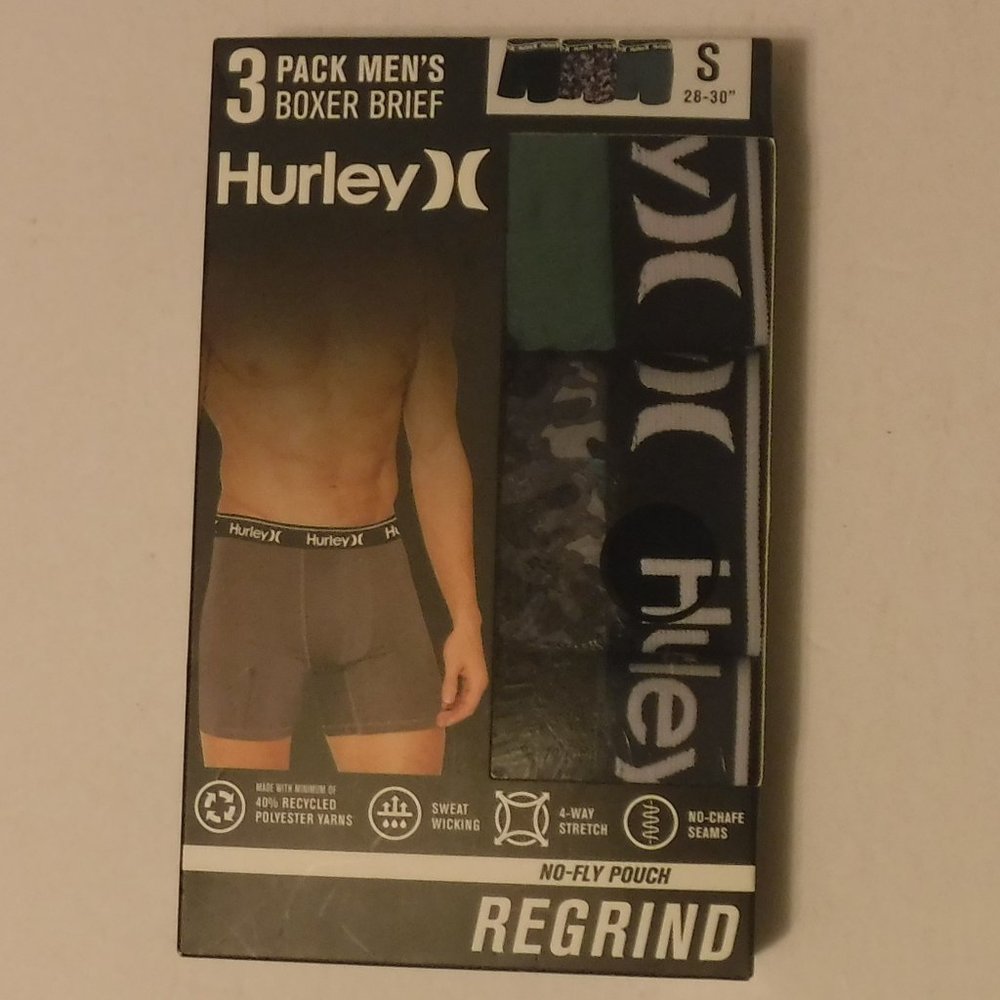 3 PACK MEN'S
BOXER BRIEF
S
28-30"
Hurley
y
Hurley
Hurley Hurley Hu
MADE WITH MINIMUM OF
40% RECYCLED
POLYESTER YARNS
SWEAT
WICKING
4-WAY
STRETCH
NO-CHAFE
SEAMS
NO-FLY POUCH
REGRIND